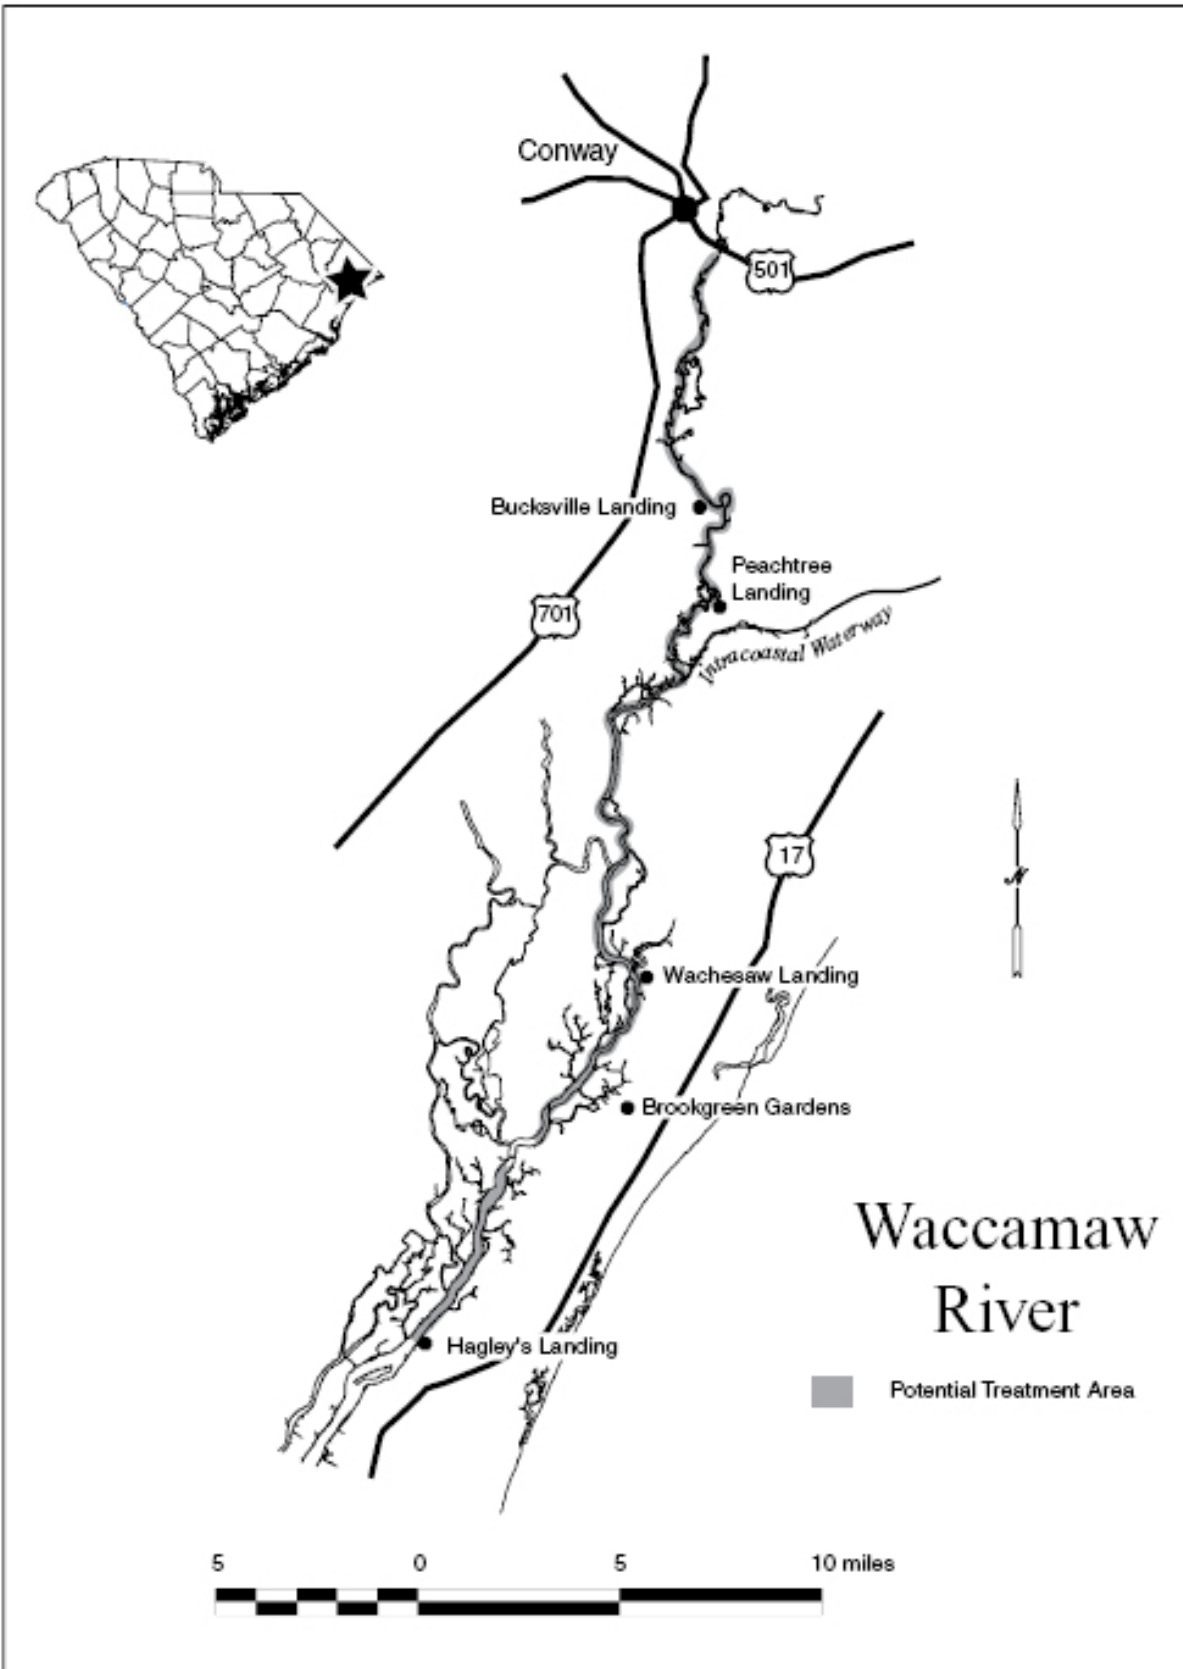 Conway
501
Bucksville Landing
Peachtree
Landing
701
Intracoastal Waterway
17
N
Wachesaw Landing
Brookgreen Gardens
Waccamaw
River
Hagley's Landing
Potential Treatment Area
5 0 5 10 miles